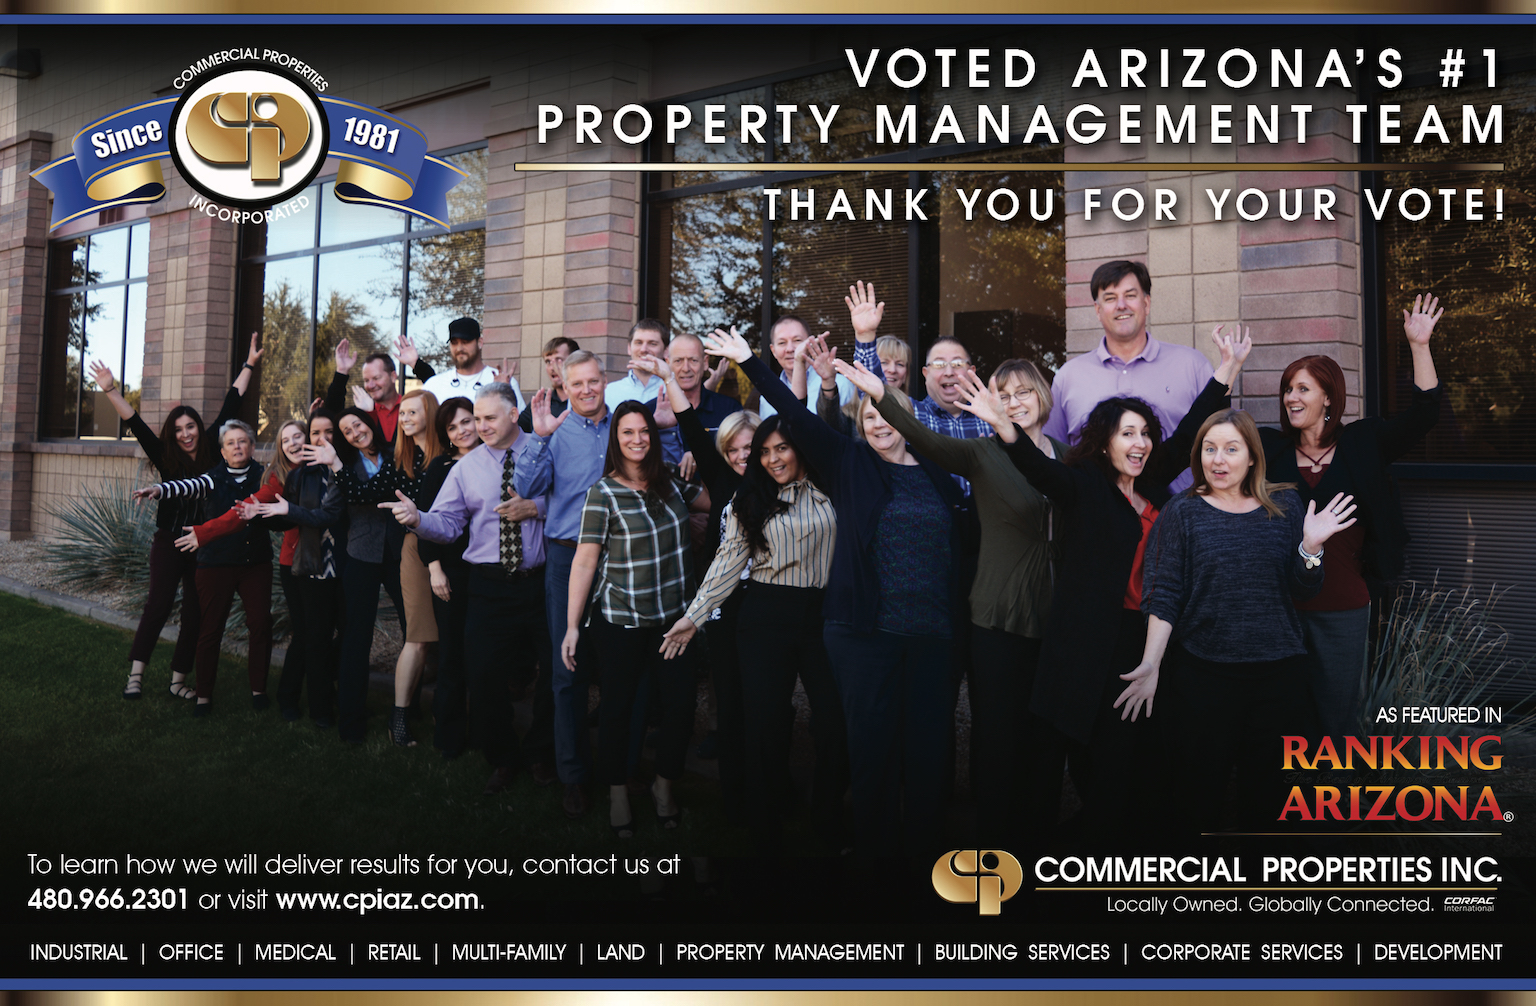 COMMERCIAL PROPERTIES
Since
CPI
1981
INCORPORATED
VOTED ARIZONA'S #1
PROPERTY MANAGEMENT TEAM
THANK YOU FOR YOUR VOTE!
AS FEATURED IN
RANKING
ARIZONA®
To learn how we will deliver results for you, contact us at
480.966.2301 or visit www.cpiaz.com.
CPI
COMMERCIAL PROPERTIES INC.
Locally Owned. Globally Connected.
CORFAC
International
INDUSTRIAL | OFFICE | MEDICAL | RETAIL | MULTI-FAMILY | LAND | PROPERTY MANAGEMENT | BUILDING SERVICES | CORPORATE SERVICES | DEVELOPMENT